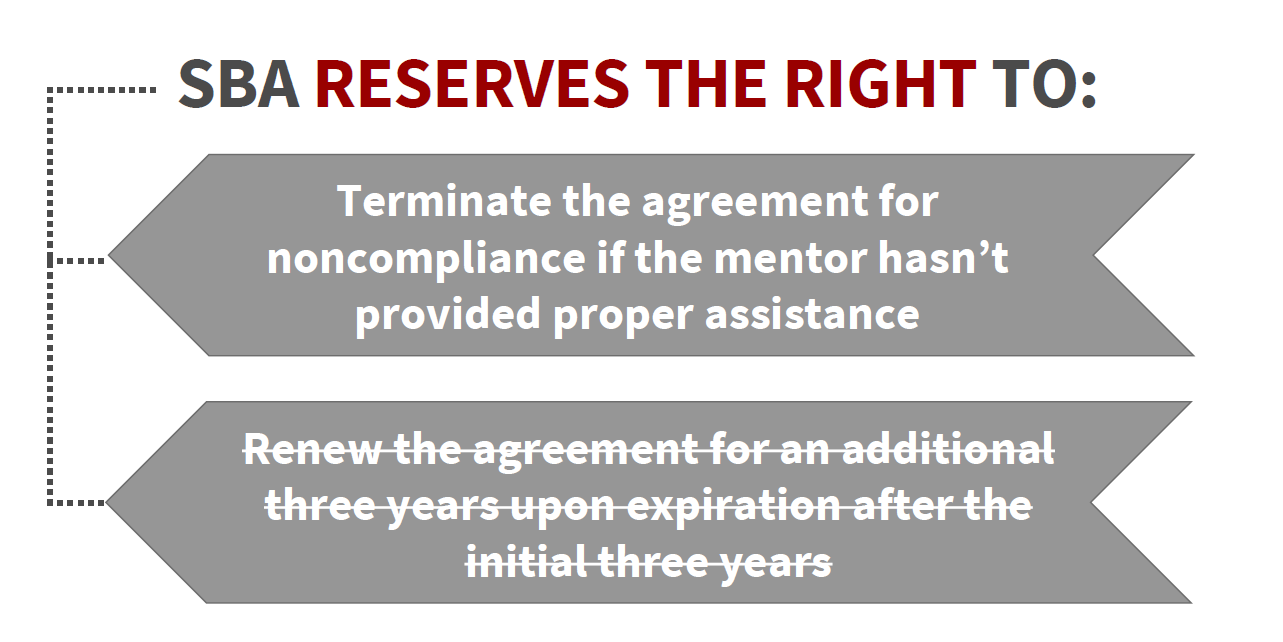 SBA RESERVES THE RIGHT TO:
Terminate the agreement for
noncompliance if the mentor hasn’t
provided proper assistance
Renew the agreement for an additional
three years upon expiration after the
initial three years